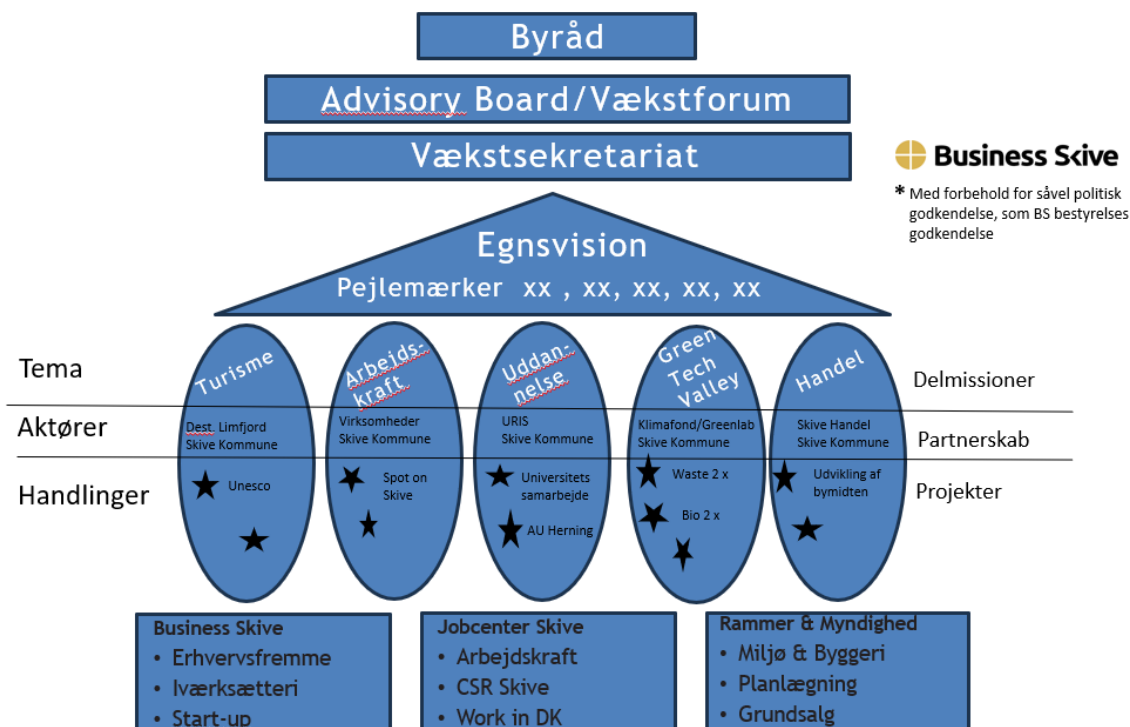 Byråd
Advisory Board/Vækstforum
Vækstsekretariat
Business Skive
* Med forbehold for såvel politisk
godkendelse, som BS bestyrelses
godkendelse
Egnsvision
Pejlemærker xx , xx, xx, xx, xx
Tema
Turisme
Arbejds-
kraft
Uddan-
nelse
Green
Tech
Valley
Handel
Delmissioner
Aktører
Dest. Limfjord
Skive Kommune
Virksomheder
Skive Kommune
URIS
Skive Kommune
Klimafond/Greenlab
Skive Kommune
Skive Handel
Skive Kommune
Partnerskab
Handlinger
Unesco
Spot on
Skive
Universitets
samarbejde
AU Herning
Waste 2 x
Bio 2 x
Udvikling af
bymidten
Projekter
Business Skive
• Erhvervsfremme
• Iværksætteri
• Start-up
Jobcenter Skive
• Arbejdskraft
• CSR Skive
• Work in DK
Rammer & Myndighed
• Miljø & Byggeri
• Planlægning
• Grundsalg